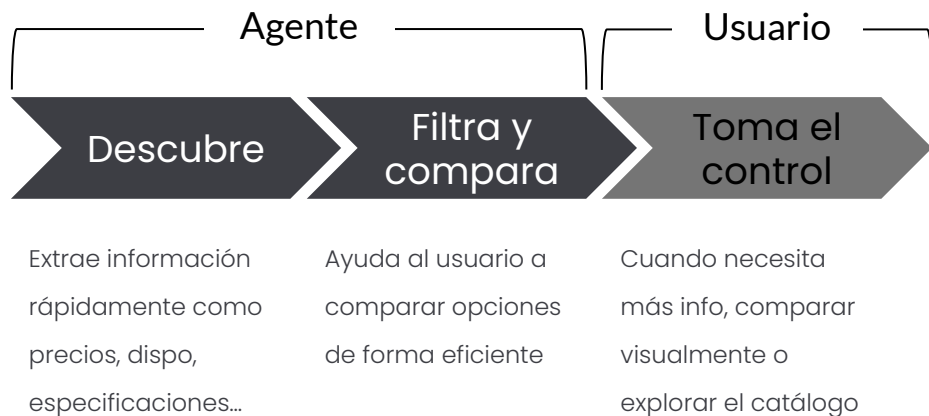 Agente
Usuario
Descubre
Filtra y
compara
Toma el
control
Extrae información
rápidamente como
precios, dispo,
especificaciones…
Ayuda al usuario a
comparar opciones
de forma eficiente
Cuando necesita
más info, comparar
visualmente o
explorar el catálogo